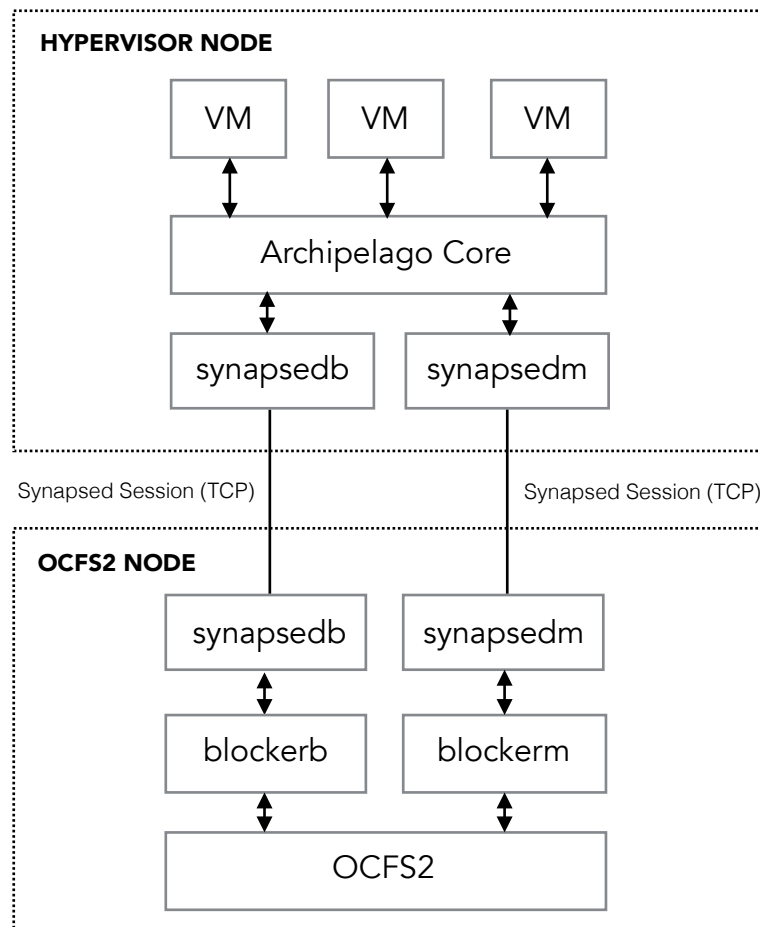 HYPERVISOR NODE
VM VM VM
Archipelago Core
synapsedb synapsedm
Synapsed Session (TCP) Synapsed Session (TCP)
OCFS2 NODE
synapsedb synapsedm
blockerb blockerm
OCFS2